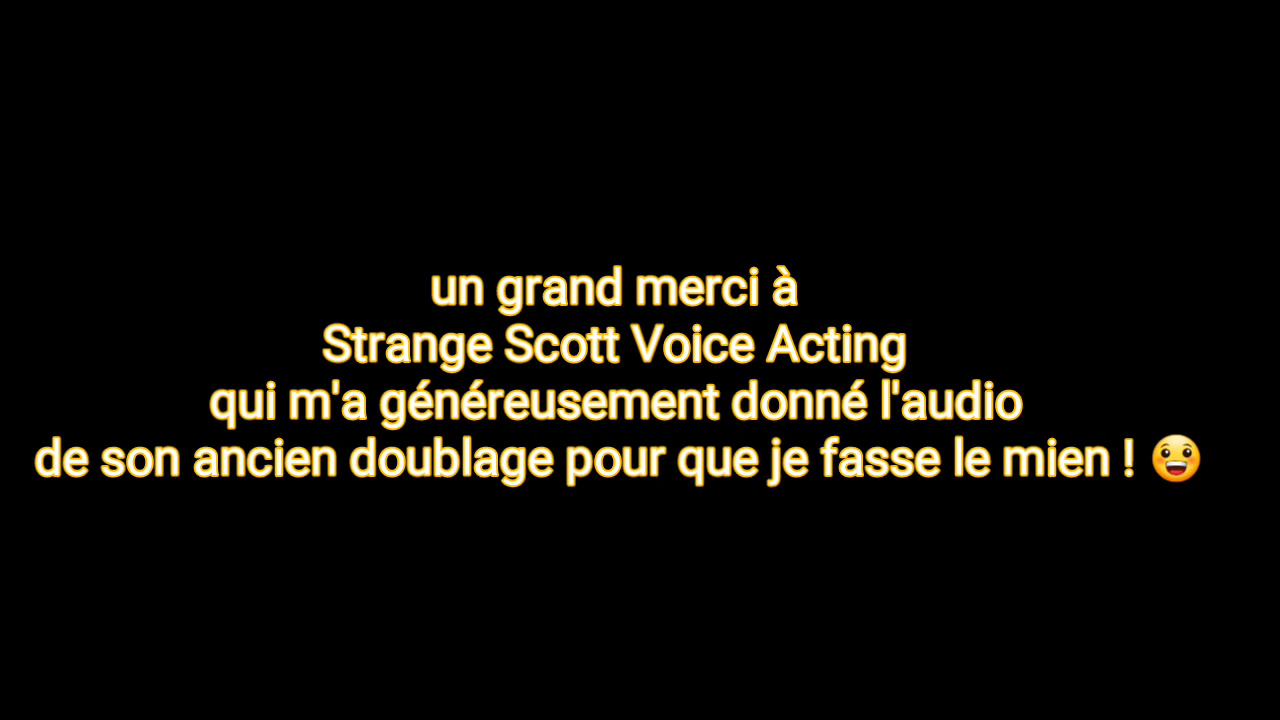 un grand merci à
Strange Scott Voice Acting
qui m'a généreusement donné l'audio
de son ancien doublage pour que je fasse le mien ! 😀